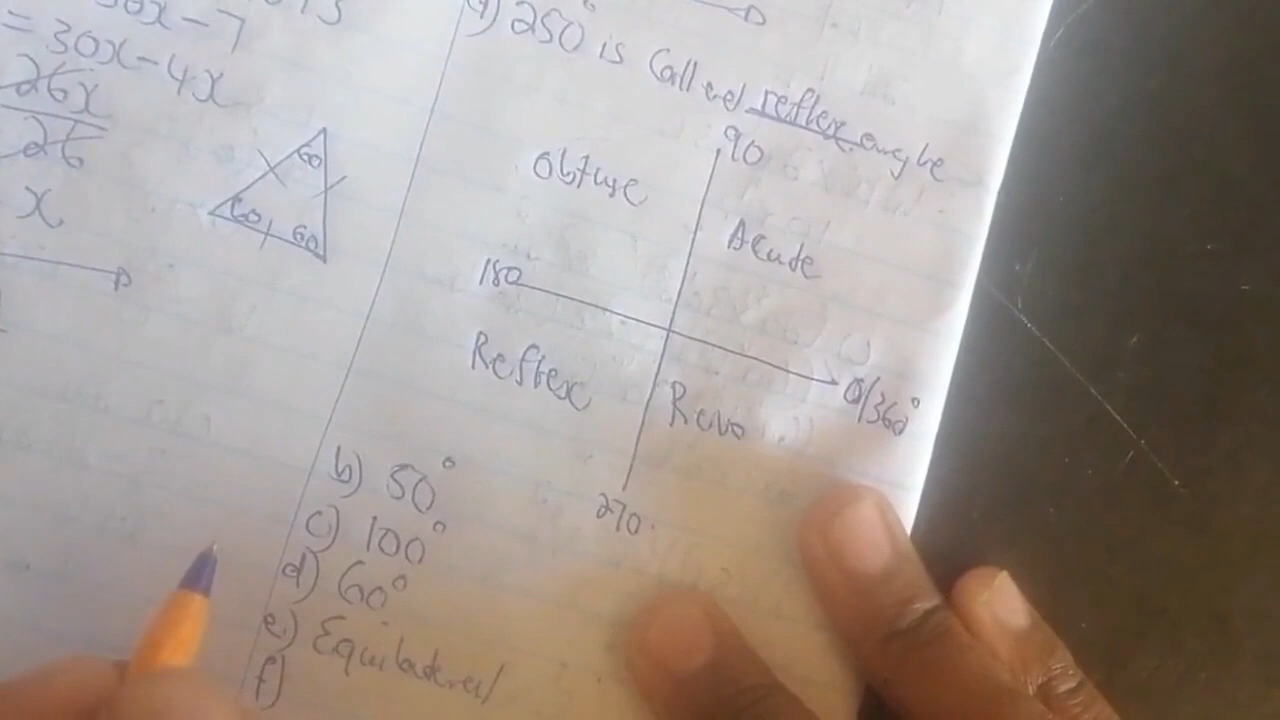 = 30x - 4x
26x
26
x
60
60
60
250° is called reflex angle
90
Obtuse
Acute
180
0/360°
Reflex
Revo
270
b) 50°
c) 100°
d) 60°
e) Equilateral
f)